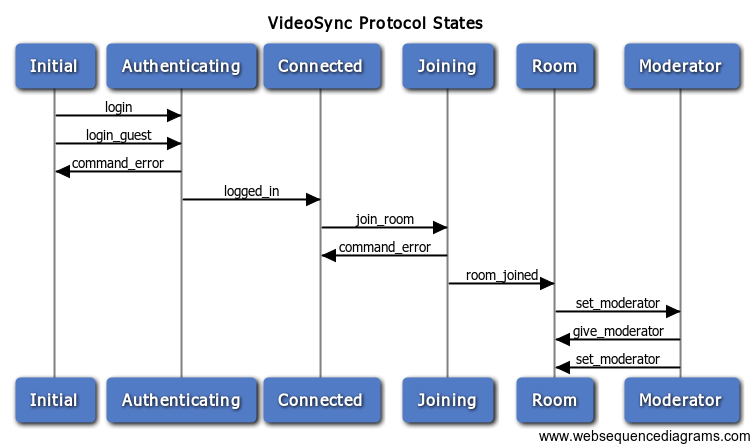 VideoSync Protocol States
Initial Authenticating Connected Joining Room Moderator
login
login_guest
command_error
logged_in
join_room
command_error
room_joined
set_moderator
give_moderator
set_moderator
Initial Authenticating Connected Joining Room Moderator
www.websequencediagrams.com